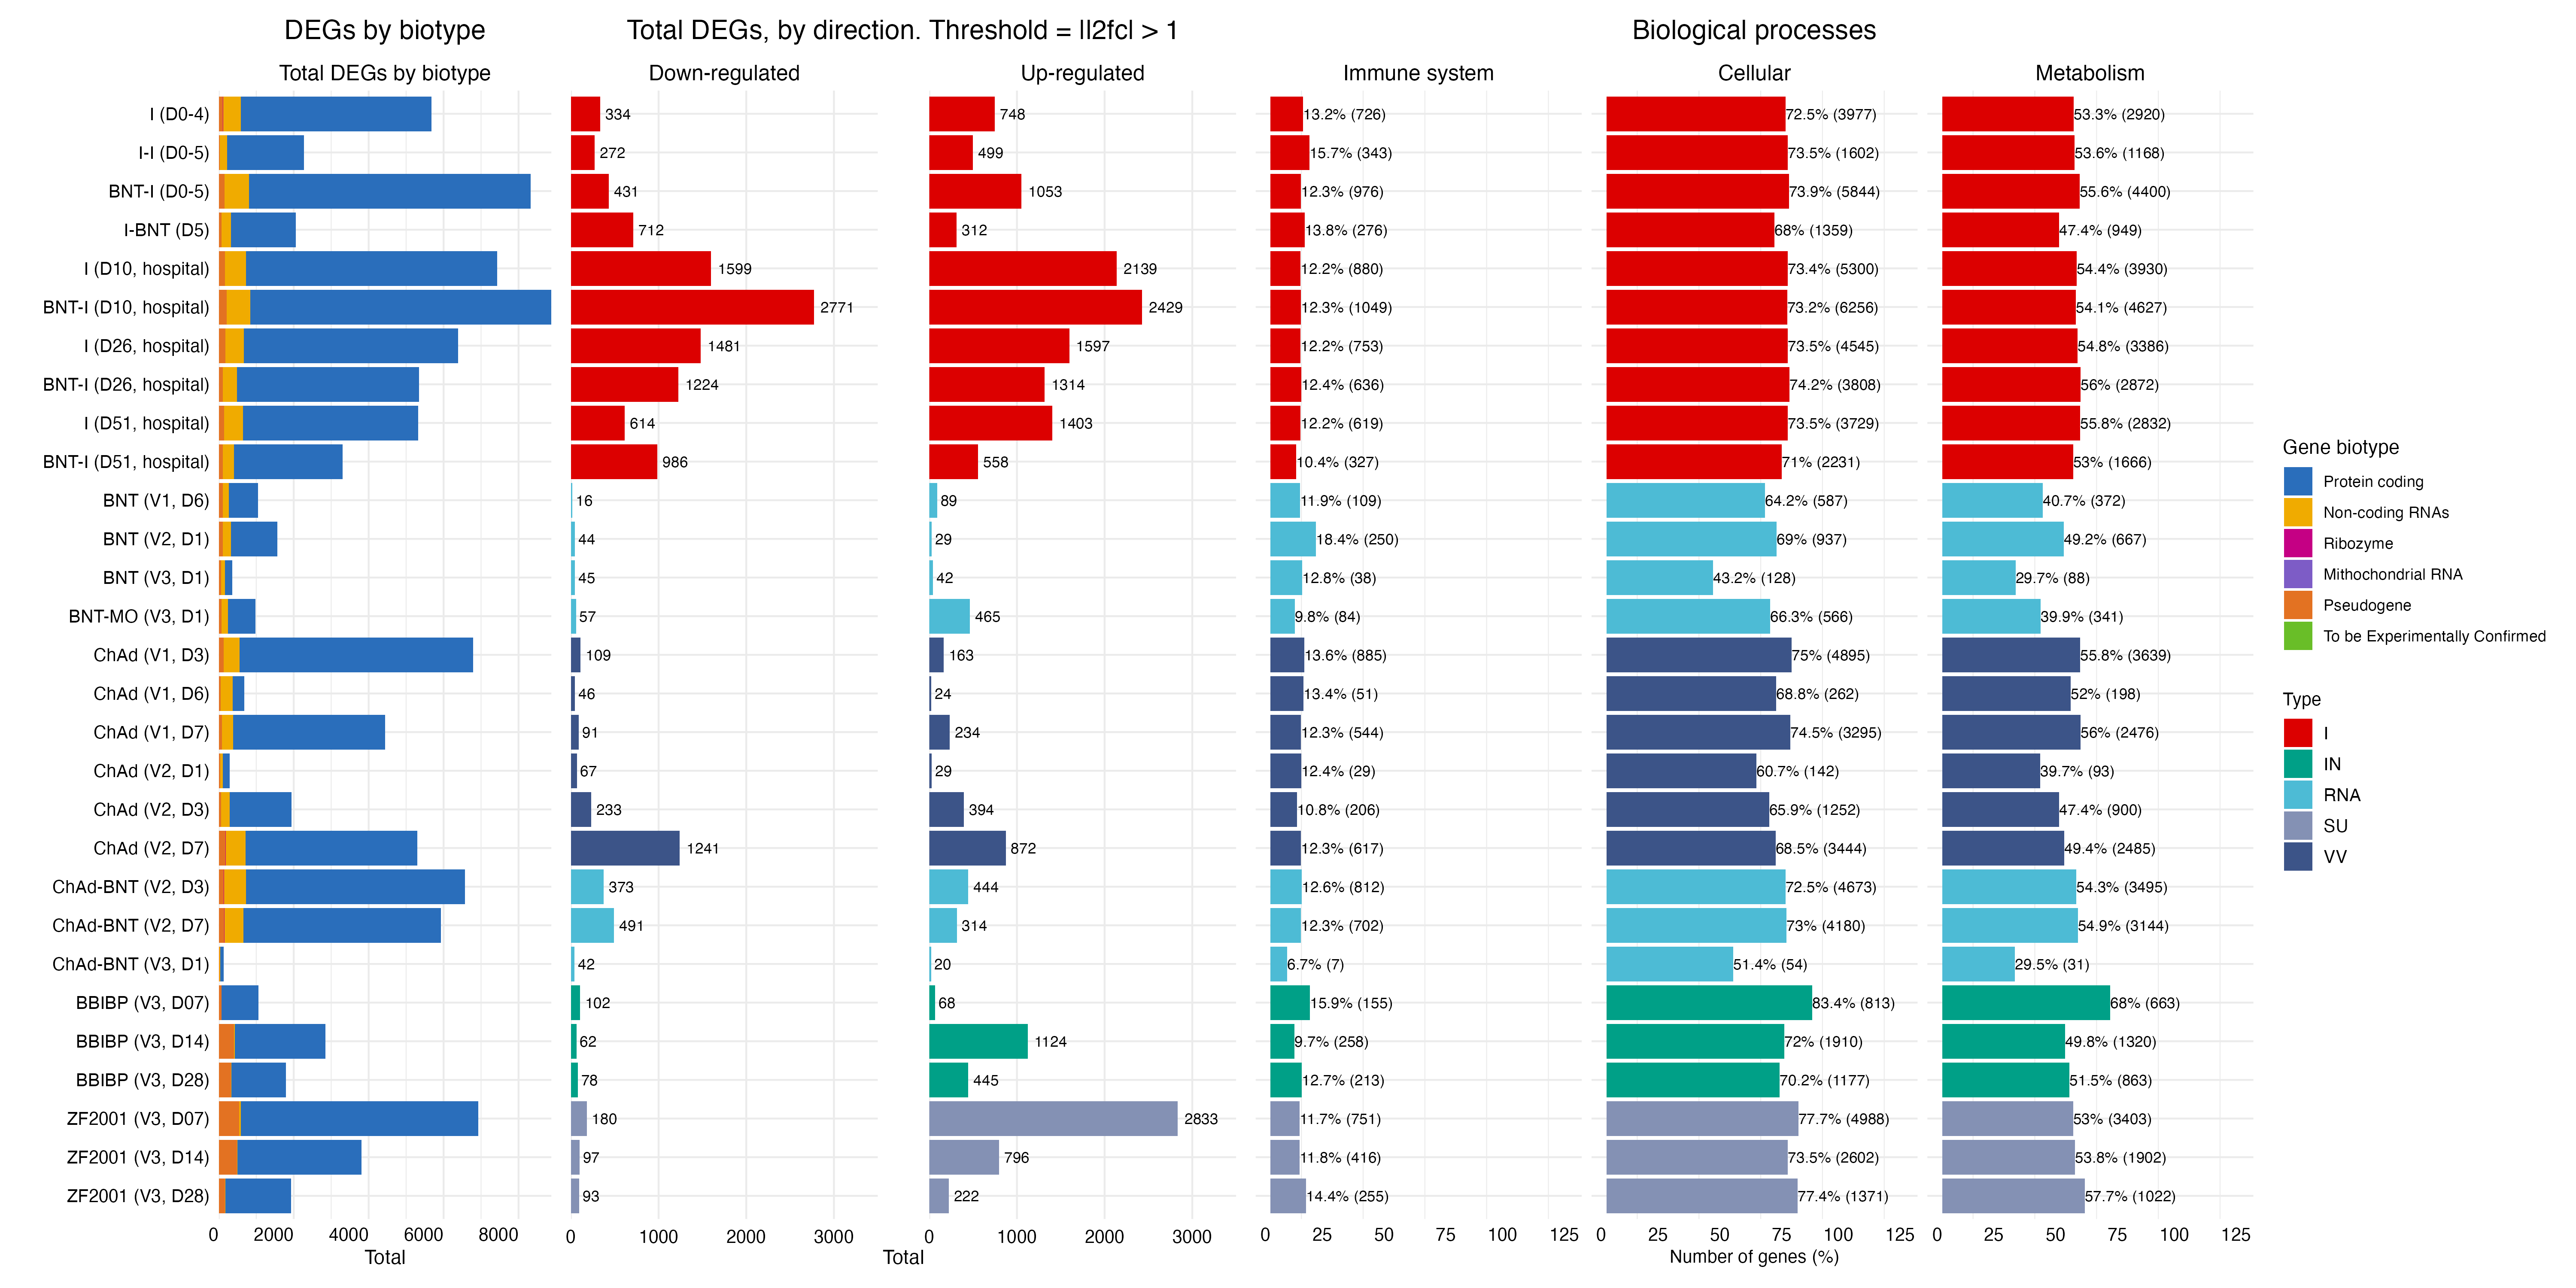 DEGs by biotype
Total DEGs, by direction. Threshold = ||2fc| > 1
Biological processes
Total DEGs by biotype
Down-regulated
Up-regulated
Immune system
Cellular
Metabolism
I (D0-4) 334 748 13.2% (726) 72.5% (3977) 53.3% (2920)
I-I (D0-5) 272 499 15.7% (343) 73.5% (1602) 53.6% (1168)
BNT-I (D0-5) 431 1053 12.3% (976) 73.9% (5844) 55.6% (4400)
I-BNT (D5) 712 312 13.8% (276) 68% (1359) 47.4% (949)
I (D10, hospital) 1599 2139 12.2% (880) 73.4% (5300) 54.4% (3930)
BNT-I (D10, hospital) 2771 2429 12.3% (1049) 73.2% (6256) 54.1% (4627)
I (D26, hospital) 1481 1597 12.2% (753) 73.5% (4545) 54.8% (3386)
BNT-I (D26, hospital) 1224 1314 12.4% (636) 74.2% (3808) 56% (2872)
I (D51, hospital) 614 1403 12.2% (619) 73.5% (3729) 55.8% (2832)
BNT-I (D51, hospital) 986 558 10.4% (327) 71% (2231) 53% (1666)
BNT (V1, D6) 16 89 11.9% (109) 64.2% (587) 40.7% (372)
BNT (V2, D1) 44 29 18.4% (250) 69% (937) 49.2% (667)
BNT (V3, D1) 45 42 12.8% (38) 43.2% (128) 29.7% (88)
BNT-MO (V3, D1) 57 465 9.8% (84) 66.3% (566) 39.9% (341)
ChAd (V1, D3) 109 163 13.6% (885) 75% (4895) 55.8% (3639)
ChAd (V1, D6) 46 24 13.4% (51) 68.8% (262) 52% (198)
ChAd (V1, D7) 91 234 12.3% (544) 74.5% (3295) 56% (2476)
ChAd (V2, D1) 67 29 12.4% (29) 60.7% (142) 39.7% (93)
ChAd (V2, D3) 233 394 10.8% (206) 65.9% (1252) 47.4% (900)
ChAd (V2, D7) 1241 872 12.3% (617) 68.5% (3444) 49.4% (2485)
ChAd-BNT (V2, D3) 373 444 12.6% (812) 72.5% (4673) 54.3% (3495)
ChAd-BNT (V2, D7) 491 314 12.3% (702) 73% (4180) 54.9% (3144)
ChAd-BNT (V3, D1) 42 20 6.7% (7) 51.4% (54) 29.5% (31)
BBIBP (V3, D07) 102 68 15.9% (155) 83.4% (813) 68% (663)
BBIBP (V3, D14) 62 1124 9.7% (258) 72% (1910) 49.8% (1320)
BBIBP (V3, D28) 78 445 12.7% (213) 70.2% (1177) 51.5% (863)
ZF2001 (V3, D07) 180 2833 11.7% (751) 77.7% (4988) 53% (3403)
ZF2001 (V3, D14) 97 796 11.8% (416) 73.5% (2602) 53.8% (1902)
ZF2001 (V3, D28) 93 222 14.4% (255) 77.4% (1371) 57.7% (1022)
0 2000 4000 6000 8000
0 1000 2000 3000
0 1000 2000 3000
0 25 50 75 100 125
0 25 50 75 100 125
0 25 50 75 100 125
Total
Total
Number of genes (%)
Gene biotype
Protein coding
Non-coding RNAs
Ribozyme
Mithochondrial RNA
Pseudogene
To be Experimentally Confirmed
Type
I
IN
RNA
SU
VV